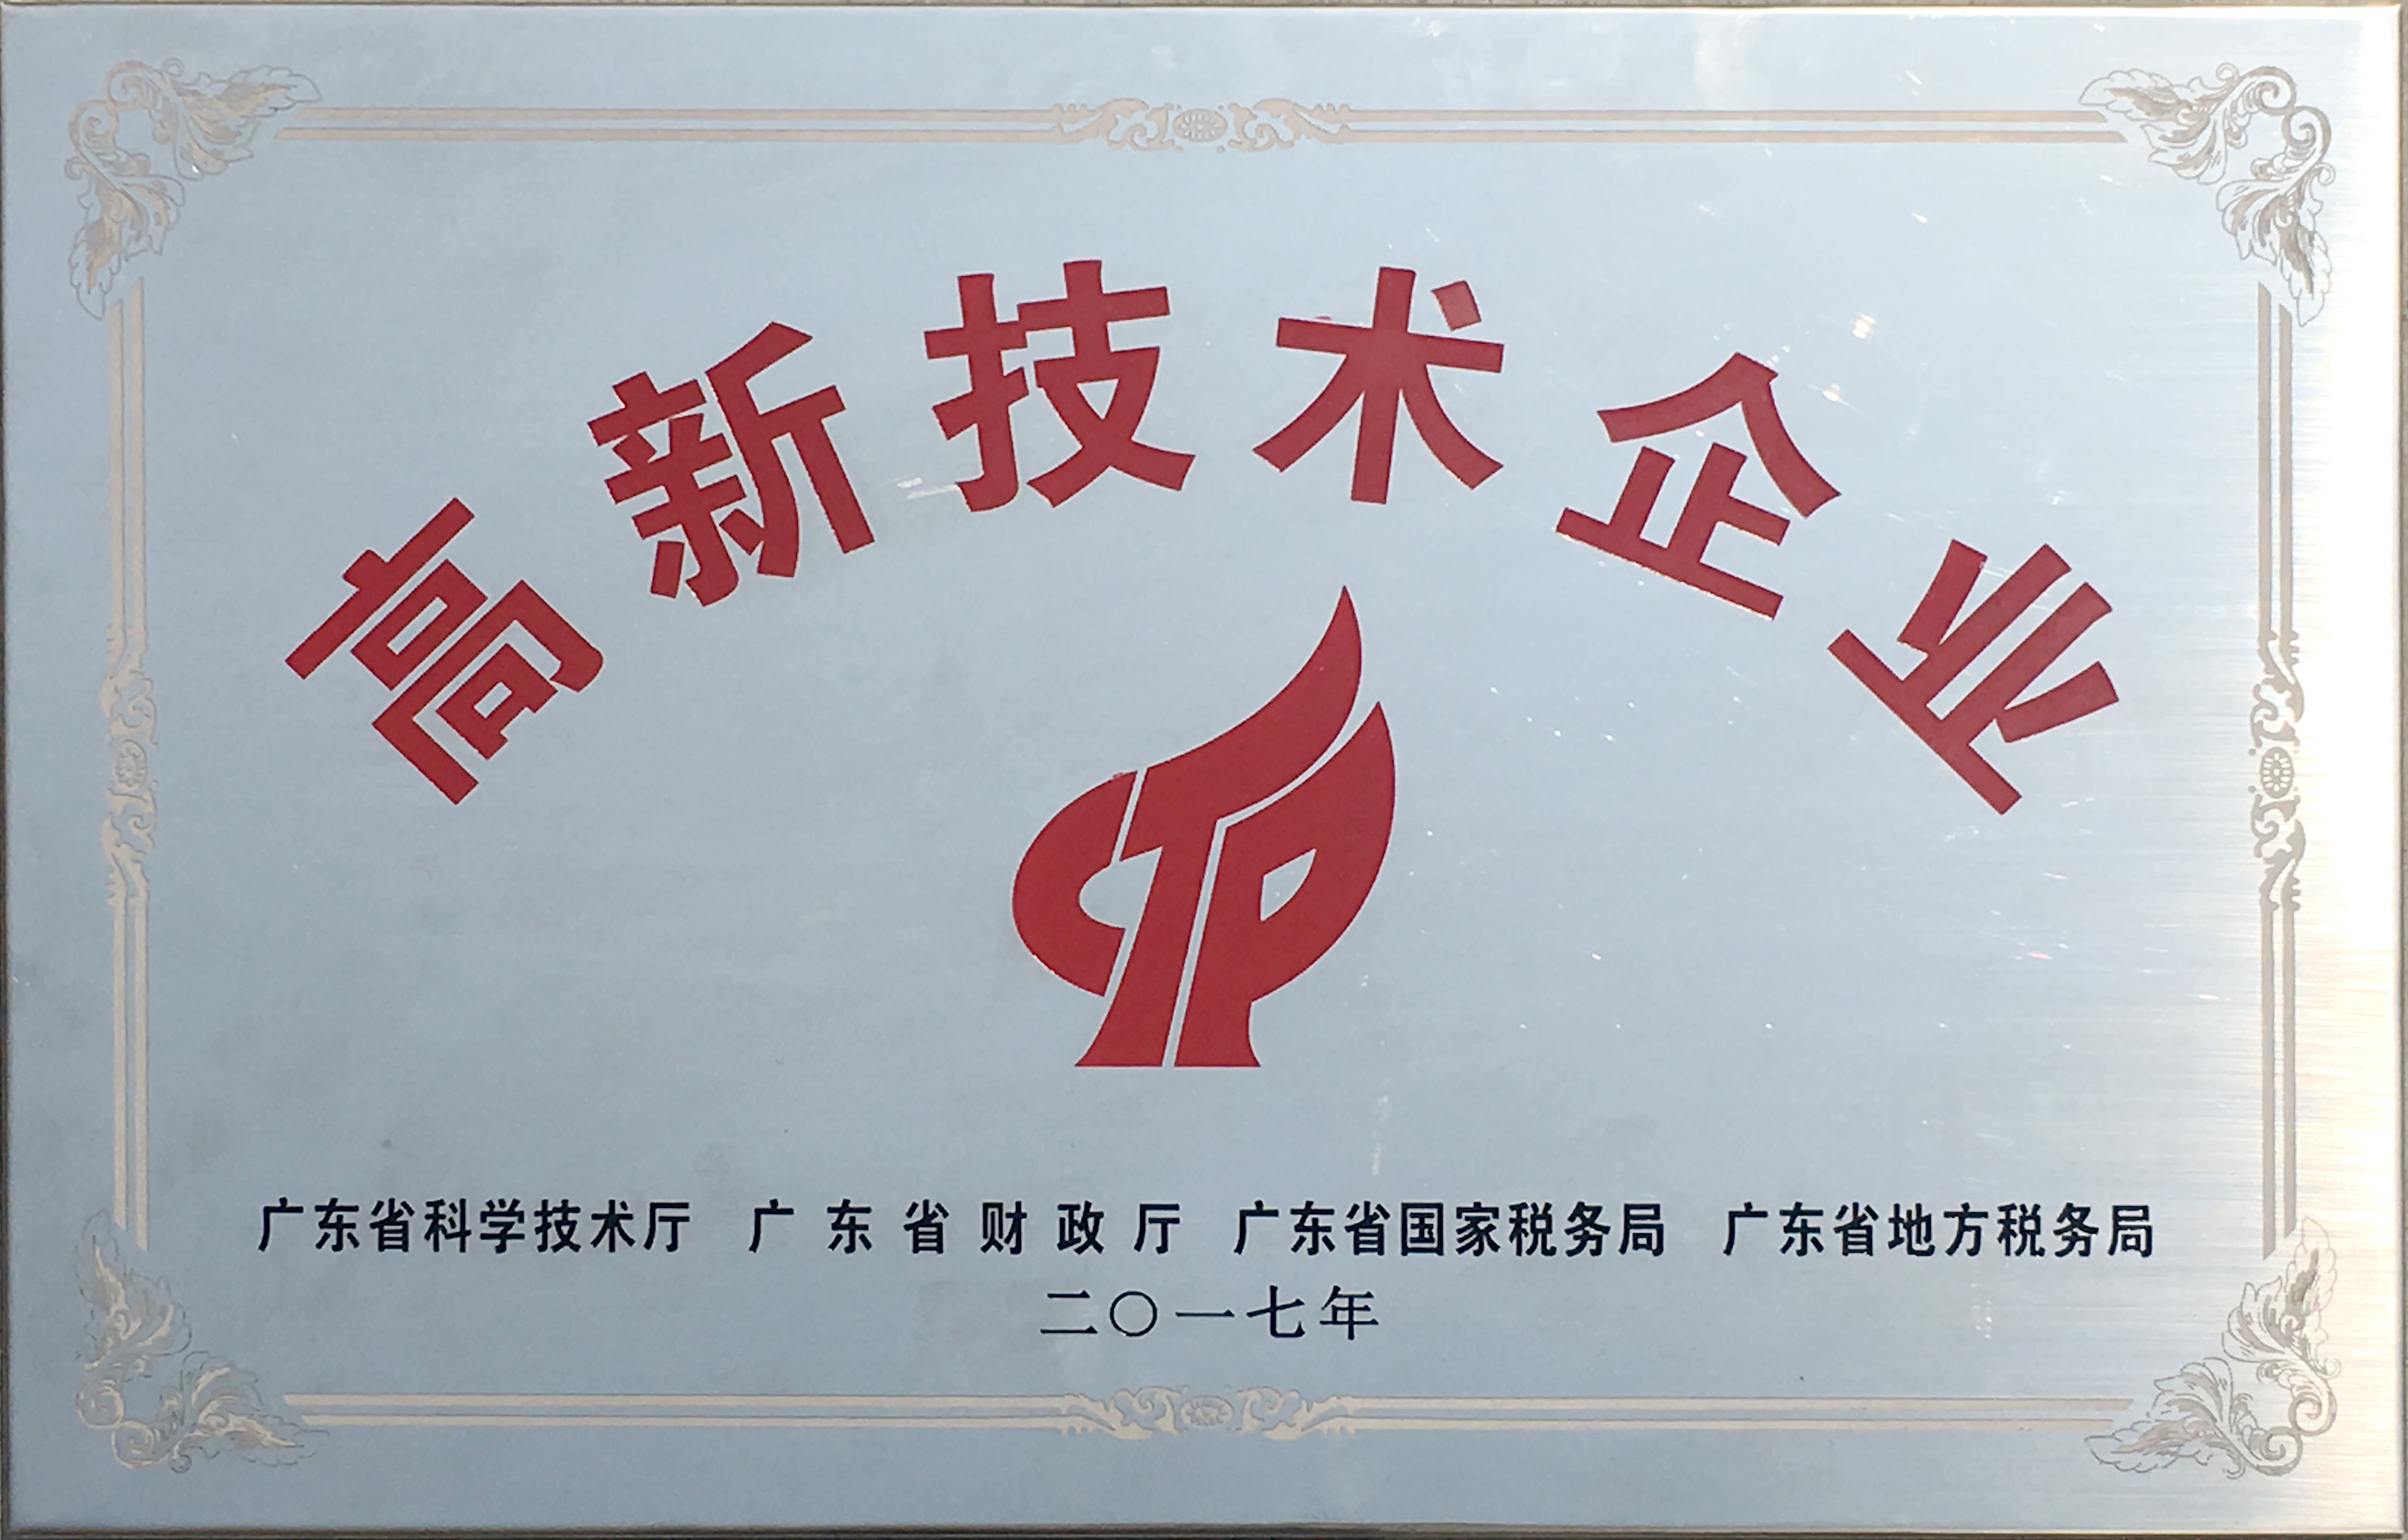 高新技术企业
CTP
广东省科学技术厅 广东省财政厅 广东省国家税务局 广东省地方税务局
二〇一七年